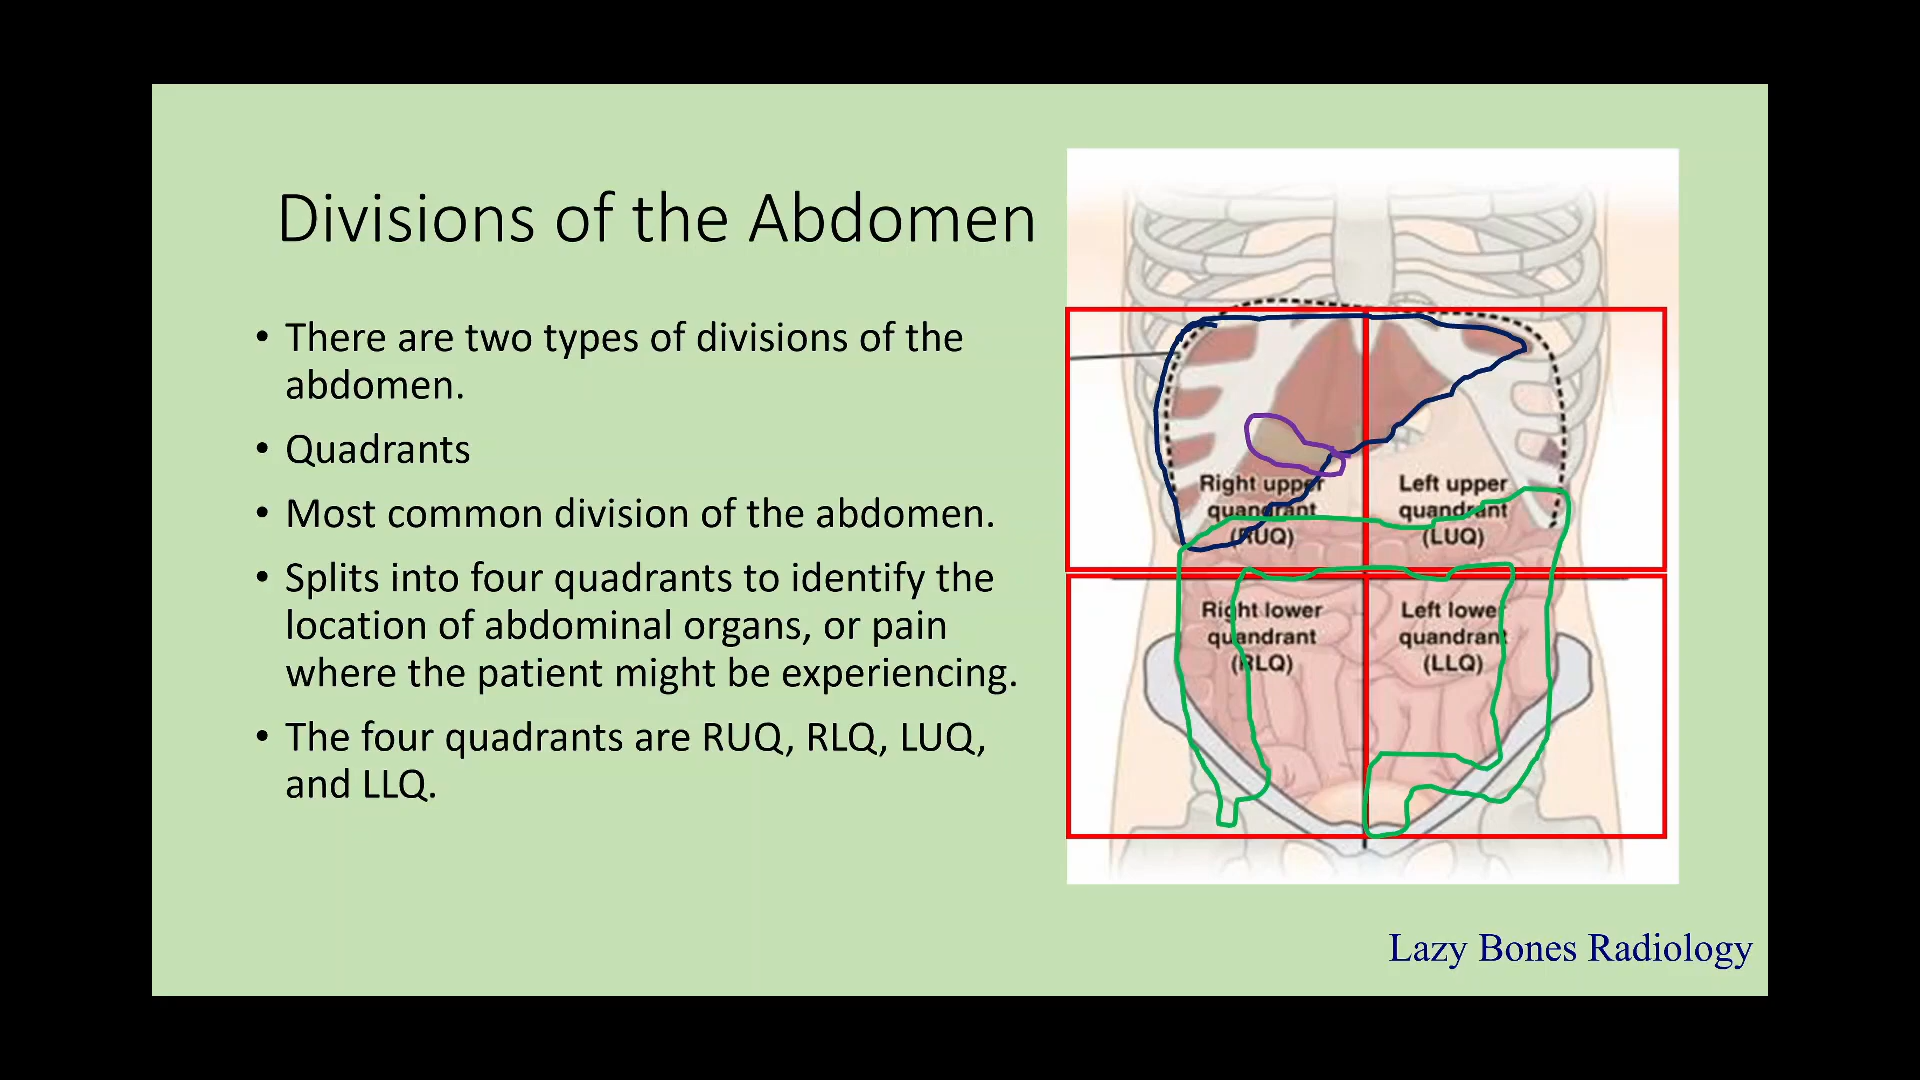 Divisions of the Abdomen
• There are two types of divisions of the
abdomen.
• Quadrants
• Most common division of the abdomen.
• Splits into four quadrants to identify the
location of abdominal organs, or pain
where the patient might be experiencing.
• The four quadrants are RUQ, RLQ, LUQ,
and LLQ.
Right upper
quandrant
(RUQ)
Left upper
quandrant
(LUQ)
Right lower
quandrant
(RLQ)
Left lower
quandrant
(LLQ)
Lazy Bones Radiology